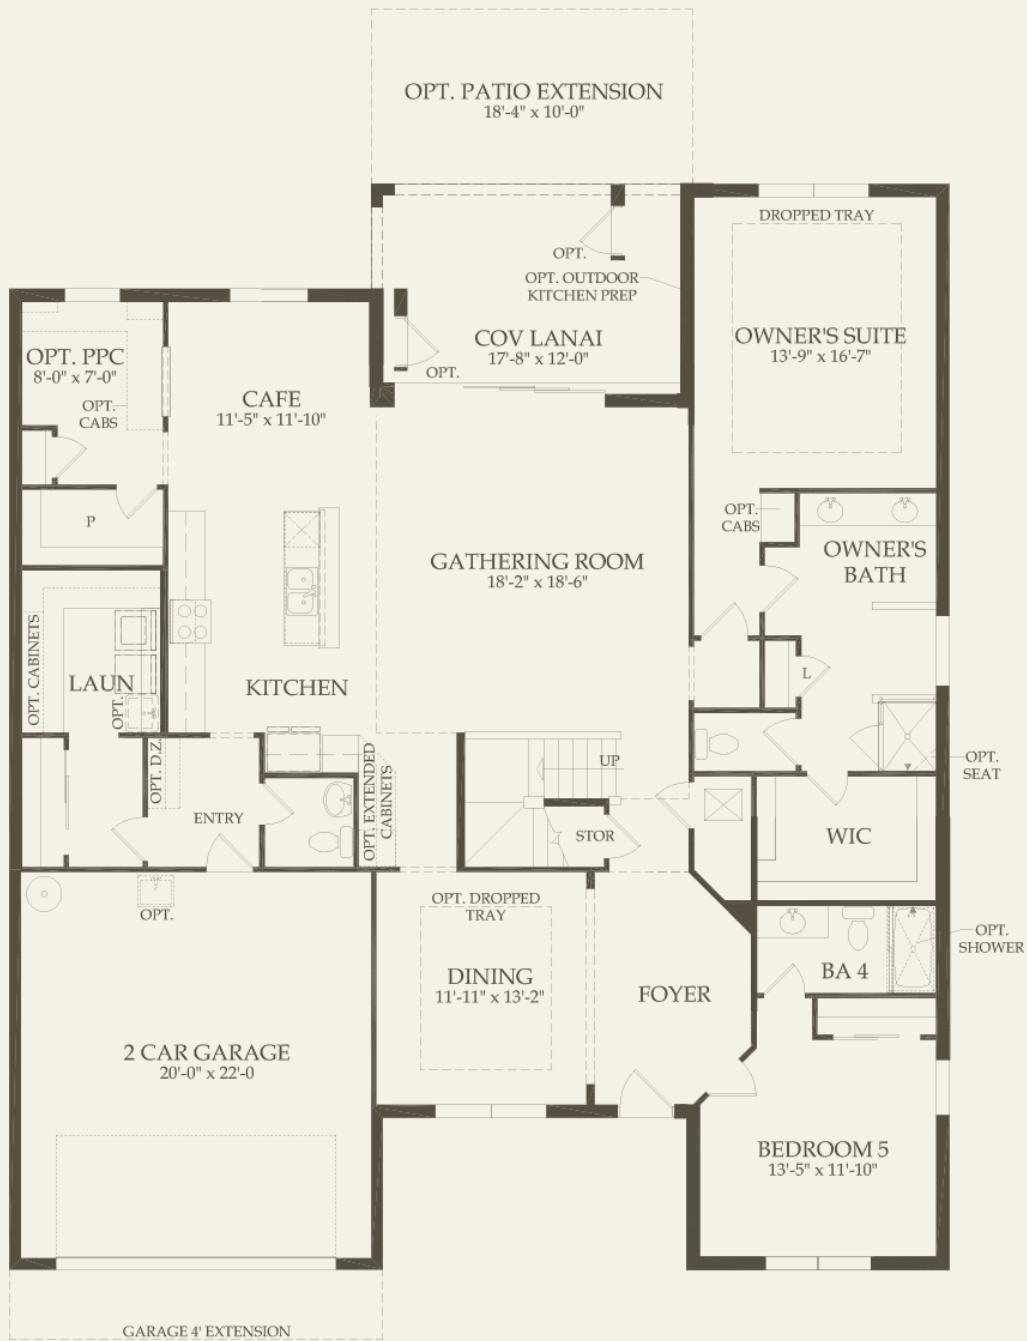 OPT. PATIO EXTENSION
18'-4" x 10'-0"
DROPPED TRAY
OPT.
OPT. OUTDOOR
KITCHEN PREP
COV LANAI
17'-8" x 12'-0"
OPT.
OWNER'S SUITE
13'-9" x 16'-7"
OPT. PPC
8'-0" x 7'-0"
OPT.
CABS
CAFE
11'-5" x 11'-10"
P
OPT.
CABS
OWNER'S
BATH
GATHERING ROOM
18'-2" x 18'-6"
OPT. CABINETS
LAUN
OPT.
KITCHEN
L
OPT. D.Z.
OPT. EXTENDED
CABINETS
UP
OPT.
SEAT
ENTRY
STOR
WIC
OPT.
OPT. DROPPED
TRAY
OPT.
SHOWER
BA 4
DINING
11'-11" x 13'-2"
FOYER
2 CAR GARAGE
20'-0" x 22'-0
BEDROOM 5
13'-5" x 11'-10"
GARAGE 4' EXTENSION